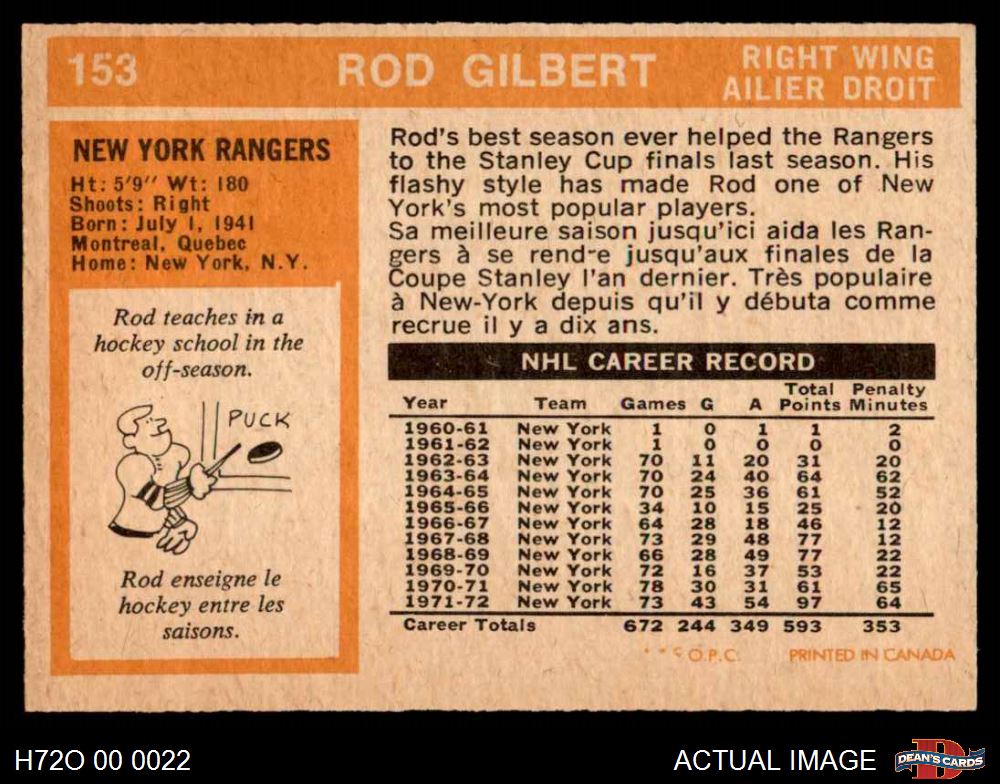 153
ROD GILBERT
RIGHT WING
AILIER DROIT
NEW YORK RANGERS
Ht: 5'9" Wt: 180
Shoots: Right
Born: July 1, 1941
Montreal, Quebec
Home: New York, N.Y.
Rod teaches in a
hockey school in the
off-season.
PUCK
Rod enseigne le
hockey entre les
saisons.
Rod's best season ever helped the Rangers
to the Stanley Cup finals last season. His
flashy style has made Rod one of New
York's most popular players.
Sa meilleure saison jusqu'ici aida les Ran-
gers à se rend-e jusqu'aux finales de la
Coupe Stanley l'an dernier. Très populaire
à New-York depuis qu'il y débuta comme
recrue il y a dix ans.
NHL CAREER RECORD
Year Team Games G A Total Points Penalty Minutes
1960-61 New York 1 0 1 1 2
1961-62 New York 1 0 0 0 0
1962-63 New York 70 11 20 31 20
1963-64 New York 70 24 40 64 62
1964-65 New York 70 25 36 61 52
1965-66 New York 34 10 15 25 20
1966-67 New York 64 28 18 46 12
1967-68 New York 73 29 48 77 12
1968-69 New York 66 28 49 77 22
1969-70 New York 72 16 37 53 22
1970-71 New York 78 30 31 61 65
1971-72 New York 73 43 54 97 64
Career Totals 672 244 349 593 353
O.P.C. PRINTED IN CANADA
H72O 00 0022
ACTUAL IMAGE
DEAN'S CARDS